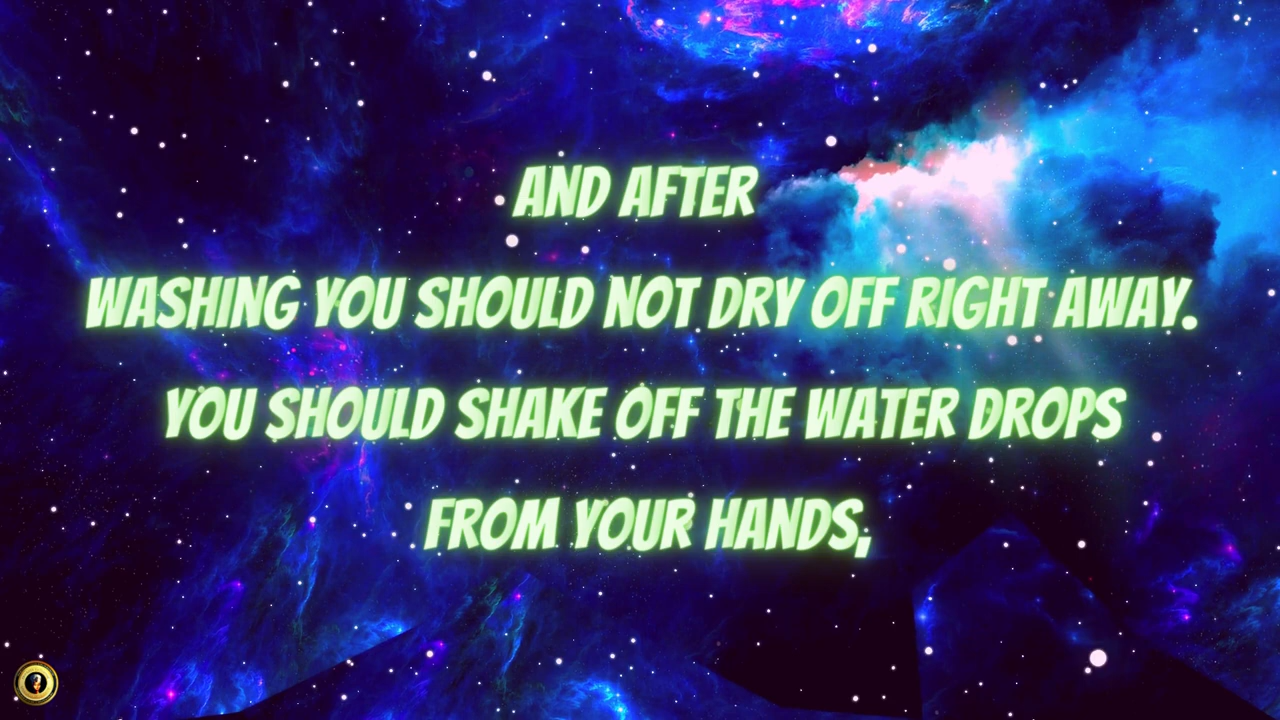 AND AFTER
WASHING YOU SHOULD NOT DRY OFF RIGHT AWAY.
YOU SHOULD SHAKE OFF THE WATER DROPS
FROM YOUR HANDS,